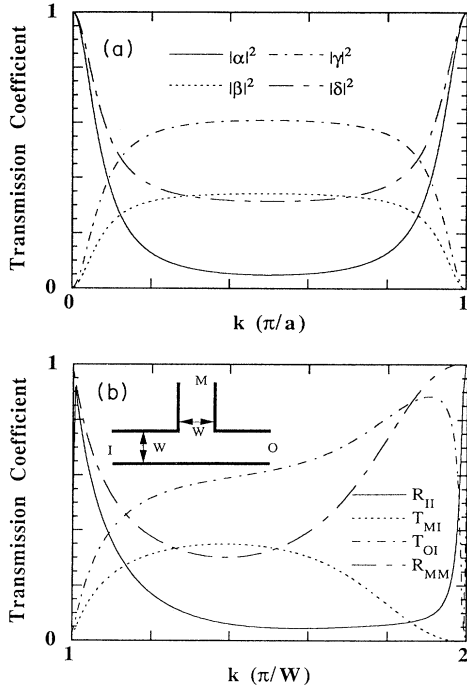 1
(a)
|α|² |γ|²
|β|² |δ|²
Transmission Coefficient
0
0 1
k (π/a)
1
(b)
M
W
I W O
R_II
T_MI
T_OI
R_MM
Transmission Coefficient
0
1 2
k (π/W)